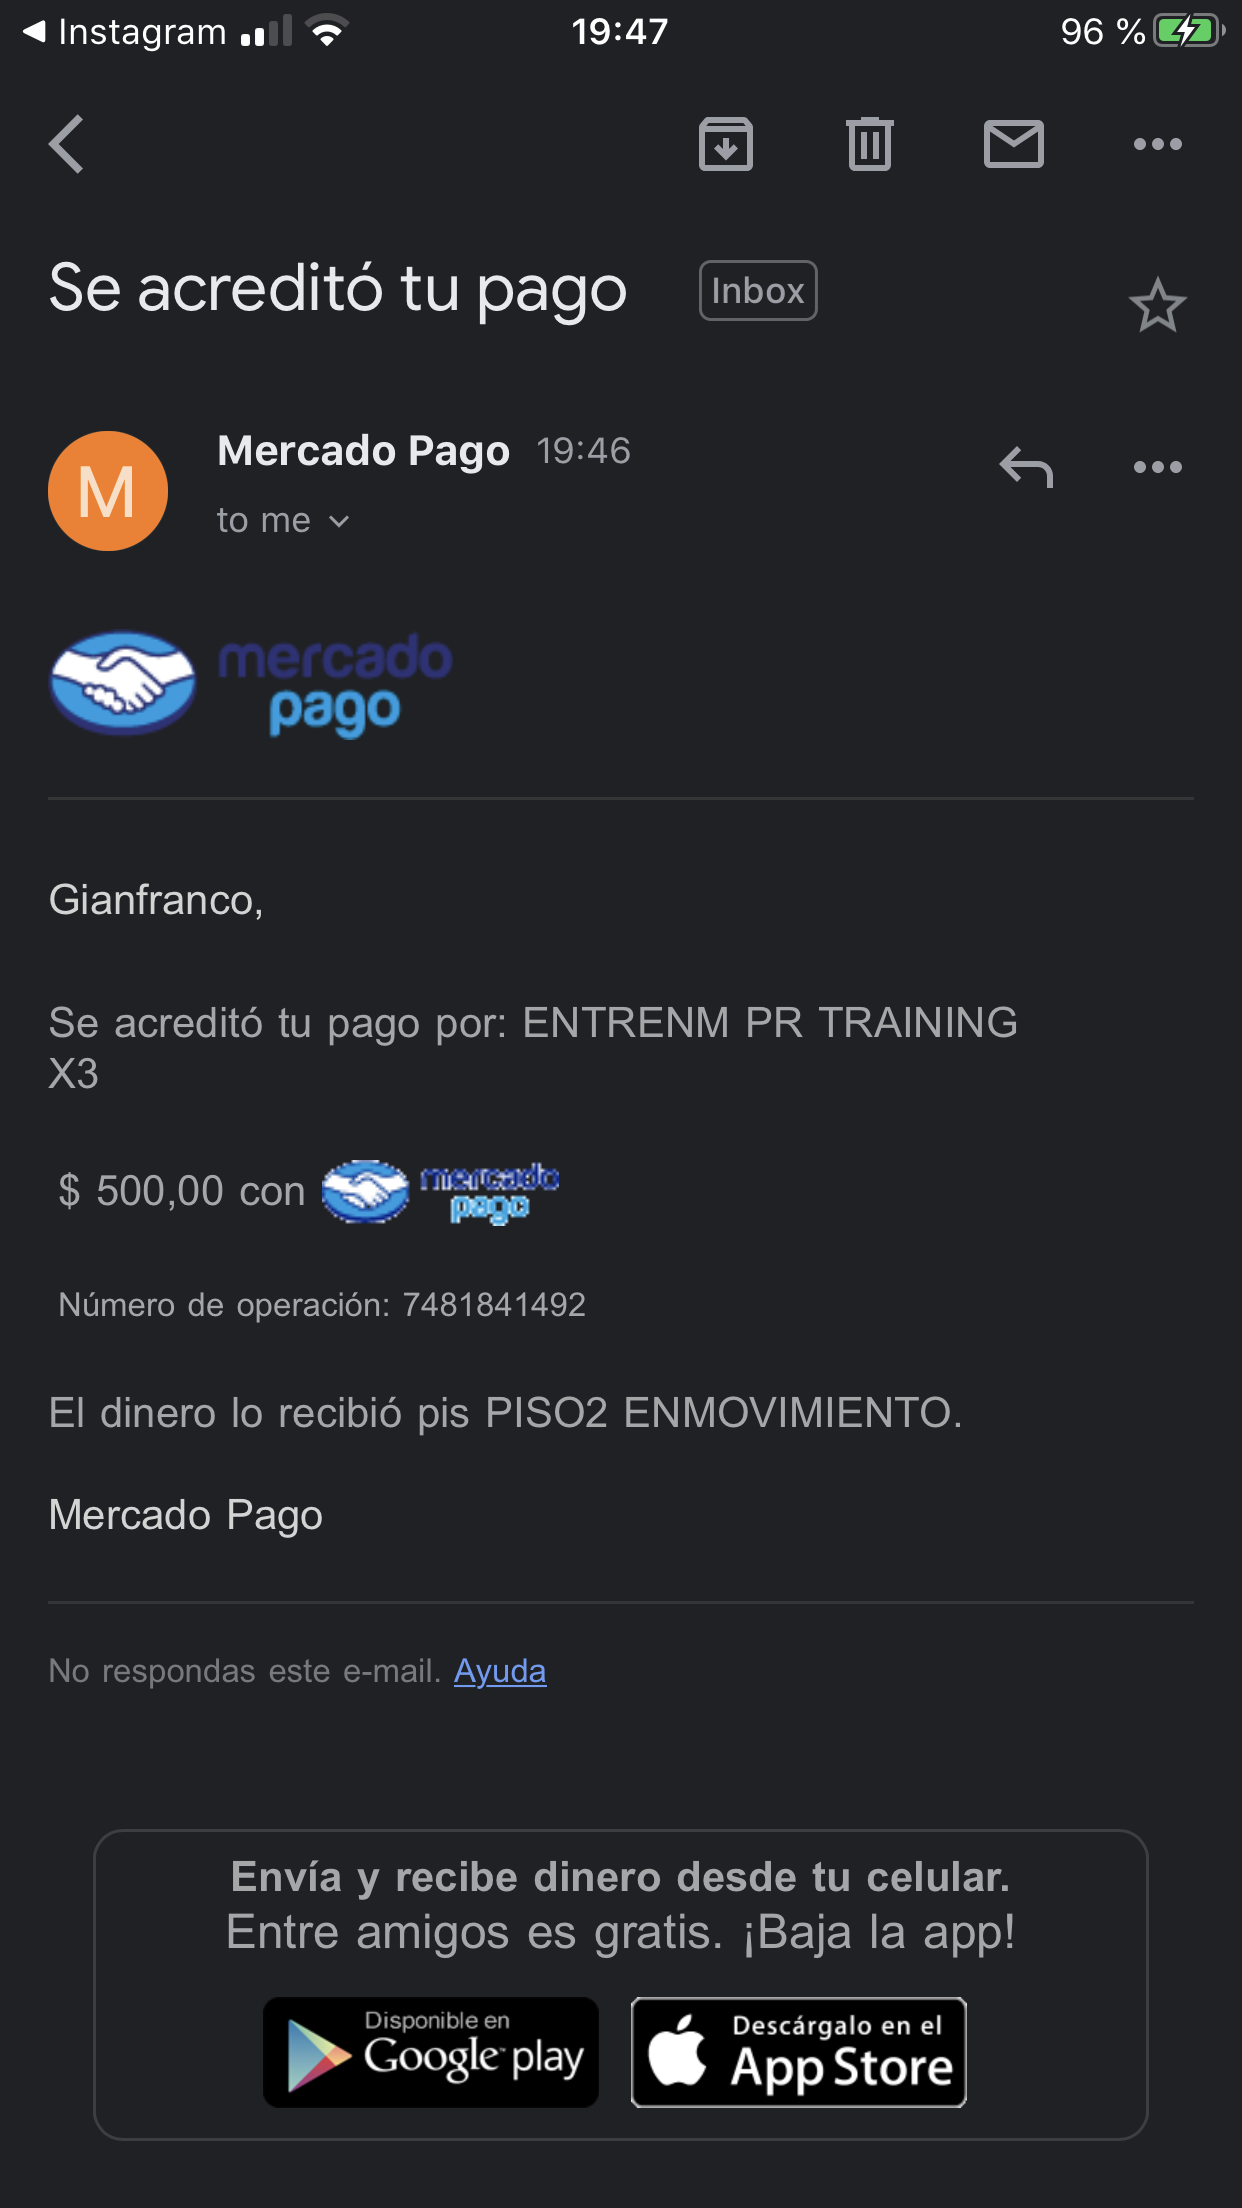 Instagram 19:47 96 %
Se acreditó tu pago Inbox
M
Mercado Pago 19:46
to me
mercado
pago
Gianfranco,
Se acreditó tu pago por: ENTRENM PR TRAINING
X3
$ 500,00 con mercado pago
Número de operación: 7481841492
El dinero lo recibió pis PISO2 ENMOVIMIENTO.
Mercado Pago
No respondas este e-mail. Ayuda
Envía y recibe dinero desde tu celular.
Entre amigos es gratis. ¡Baja la app!
Disponible en
Google play
Descárgalo en el
App Store